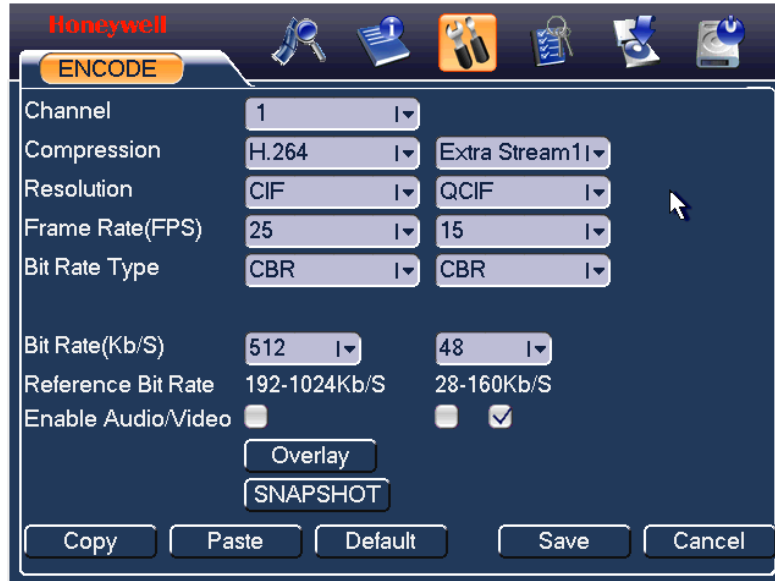 Honeywell
ENCODE
Channel 1
Compression H.264 Extra Stream1
Resolution CIF QCIF
Frame Rate(FPS) 25 15
Bit Rate Type CBR CBR
Bit Rate(Kb/S) 512 48
Reference Bit Rate 192-1024Kb/S 28-160Kb/S
Enable Audio/Video
Overlay
SNAPSHOT
Copy Paste Default Save Cancel